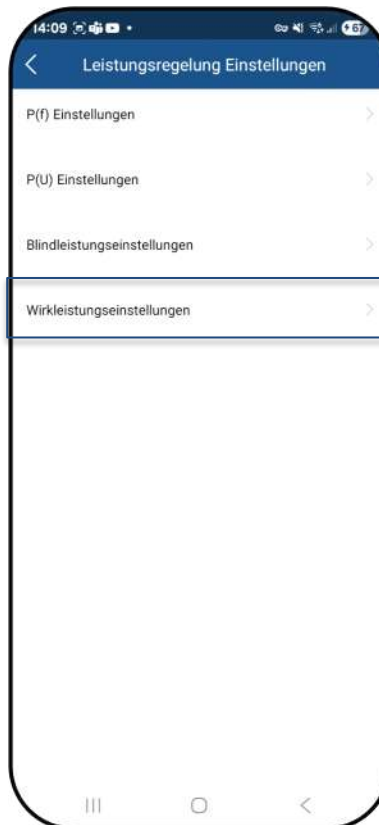 14:09
67
Leistungsregelung Einstellungen
P(f) Einstellungen
P(U) Einstellungen
Blindleistungseinstellungen
Wirkleistungseinstellungen